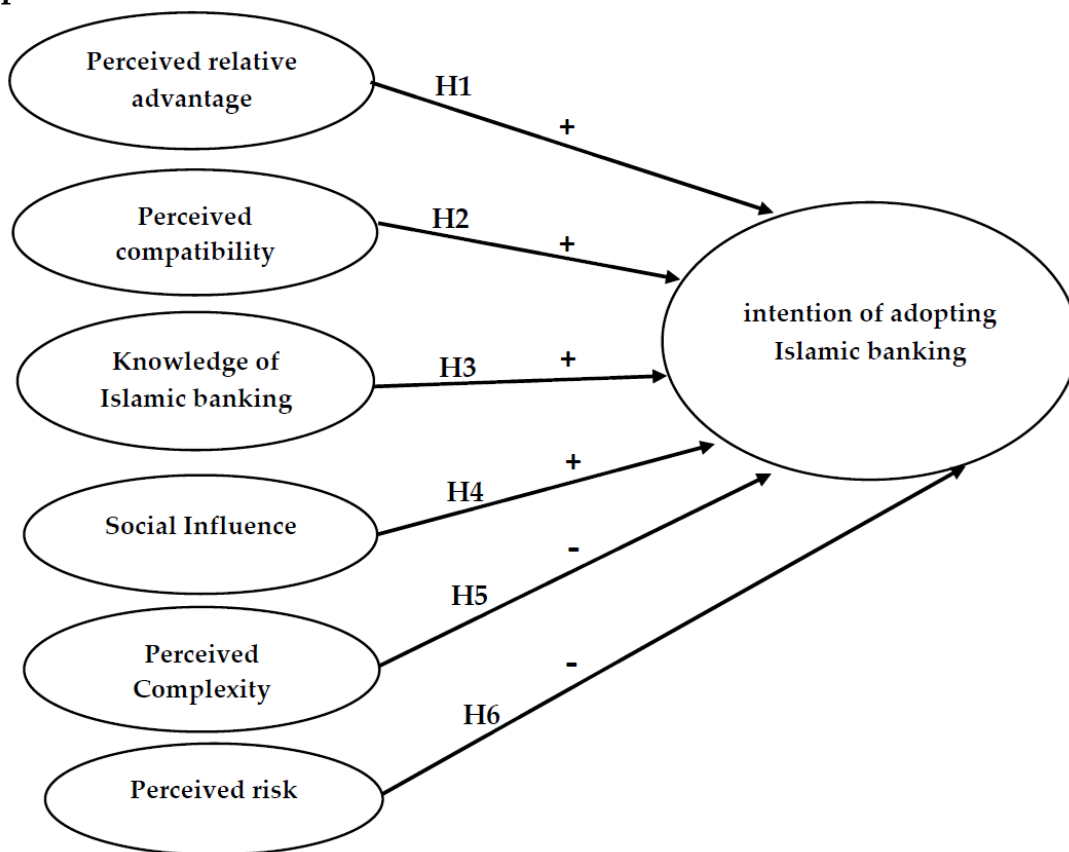 Perceived relative
advantage
H1
+
Perceived
compatibility
H2
+
intention of adopting
Islamic banking
Knowledge of
Islamic banking
H3
+
Social Influence
H4
+
Perceived
Complexity
H5
-
Perceived risk
H6
-